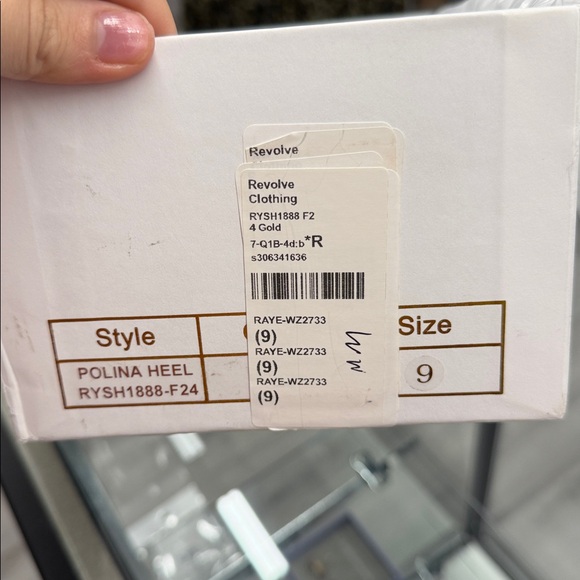 Revolve
Revolve
Clothing
RYSH1888 F2
4 Gold
7-Q1B-4d:b*R
s306341636
RAYE-WZ2733
(9)
RAYE-WZ2733
(9)
RAYE-WZ2733
(9)
Style
Size
POLINA HEEL
RYSH1888-F24
9